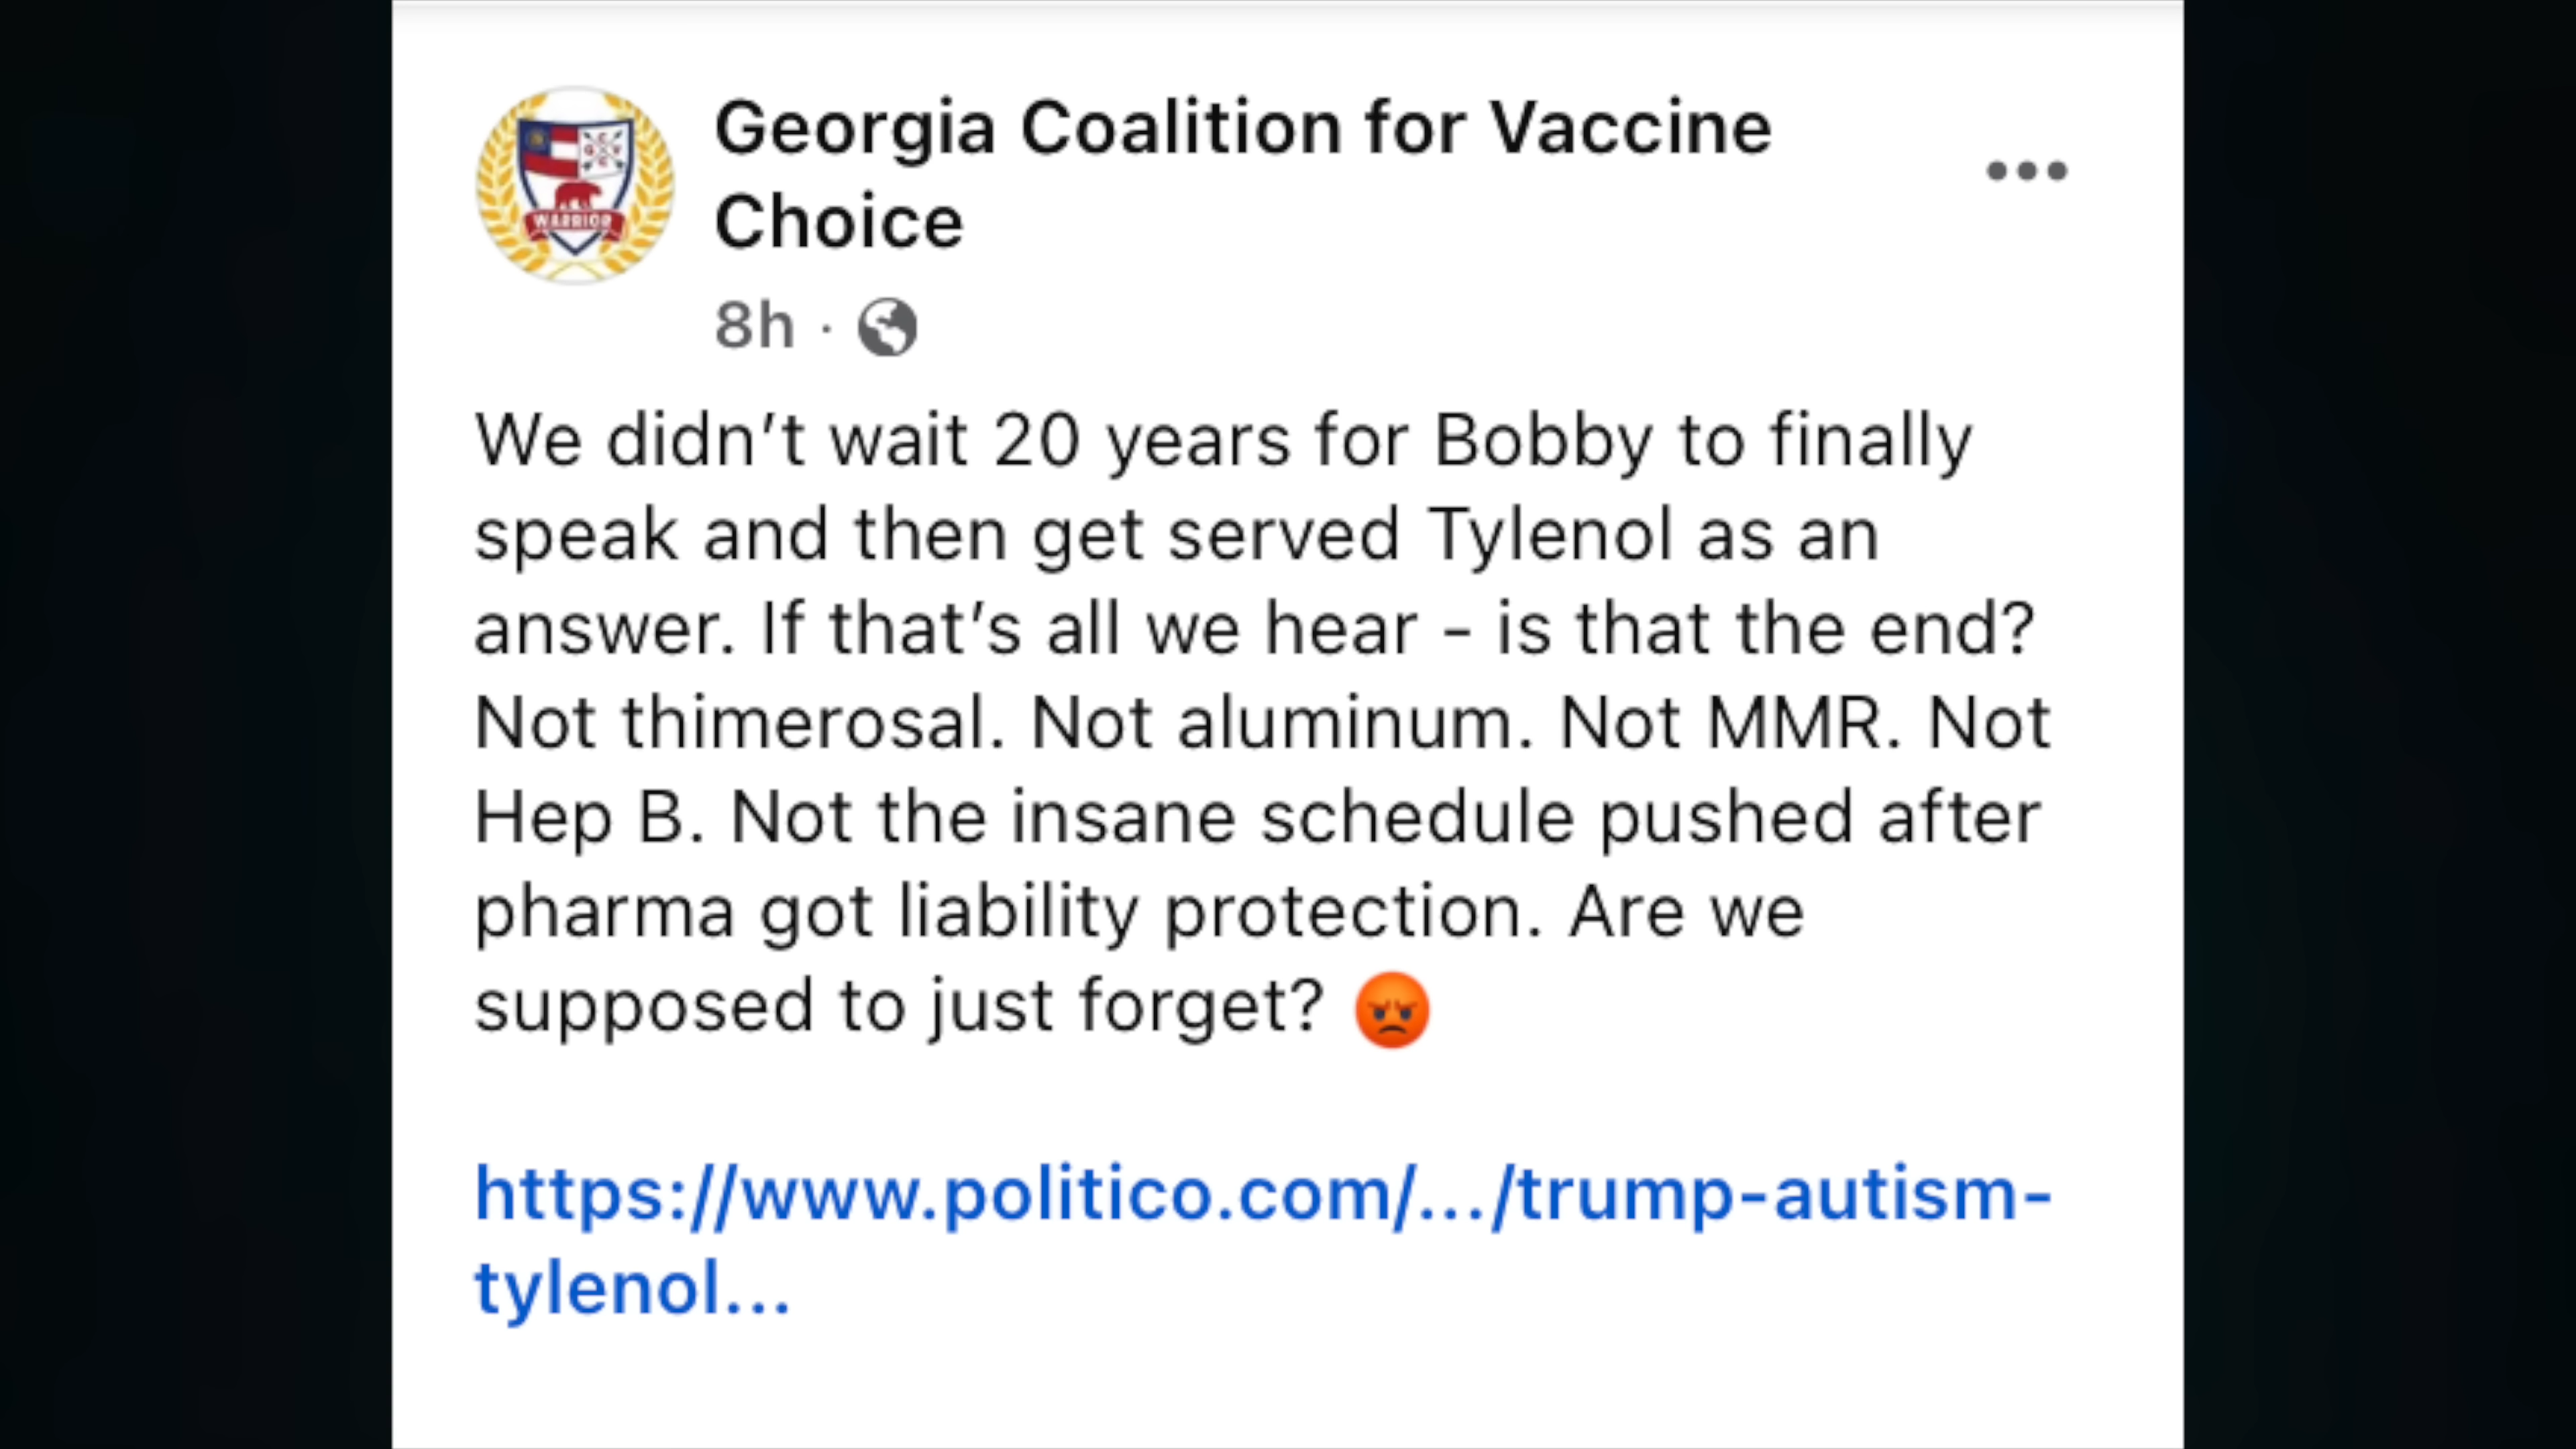 Georgia Coalition for Vaccine
Choice
8h ·
WARRIOR
We didn’t wait 20 years for Bobby to finally
speak and then get served Tylenol as an
answer. If that’s all we hear - is that the end?
Not thimerosal. Not aluminum. Not MMR. Not
Hep B. Not the insane schedule pushed after
pharma got liability protection. Are we
supposed to just forget? 😡
https://www.politico.com/.../trump-autism-
tylenol...